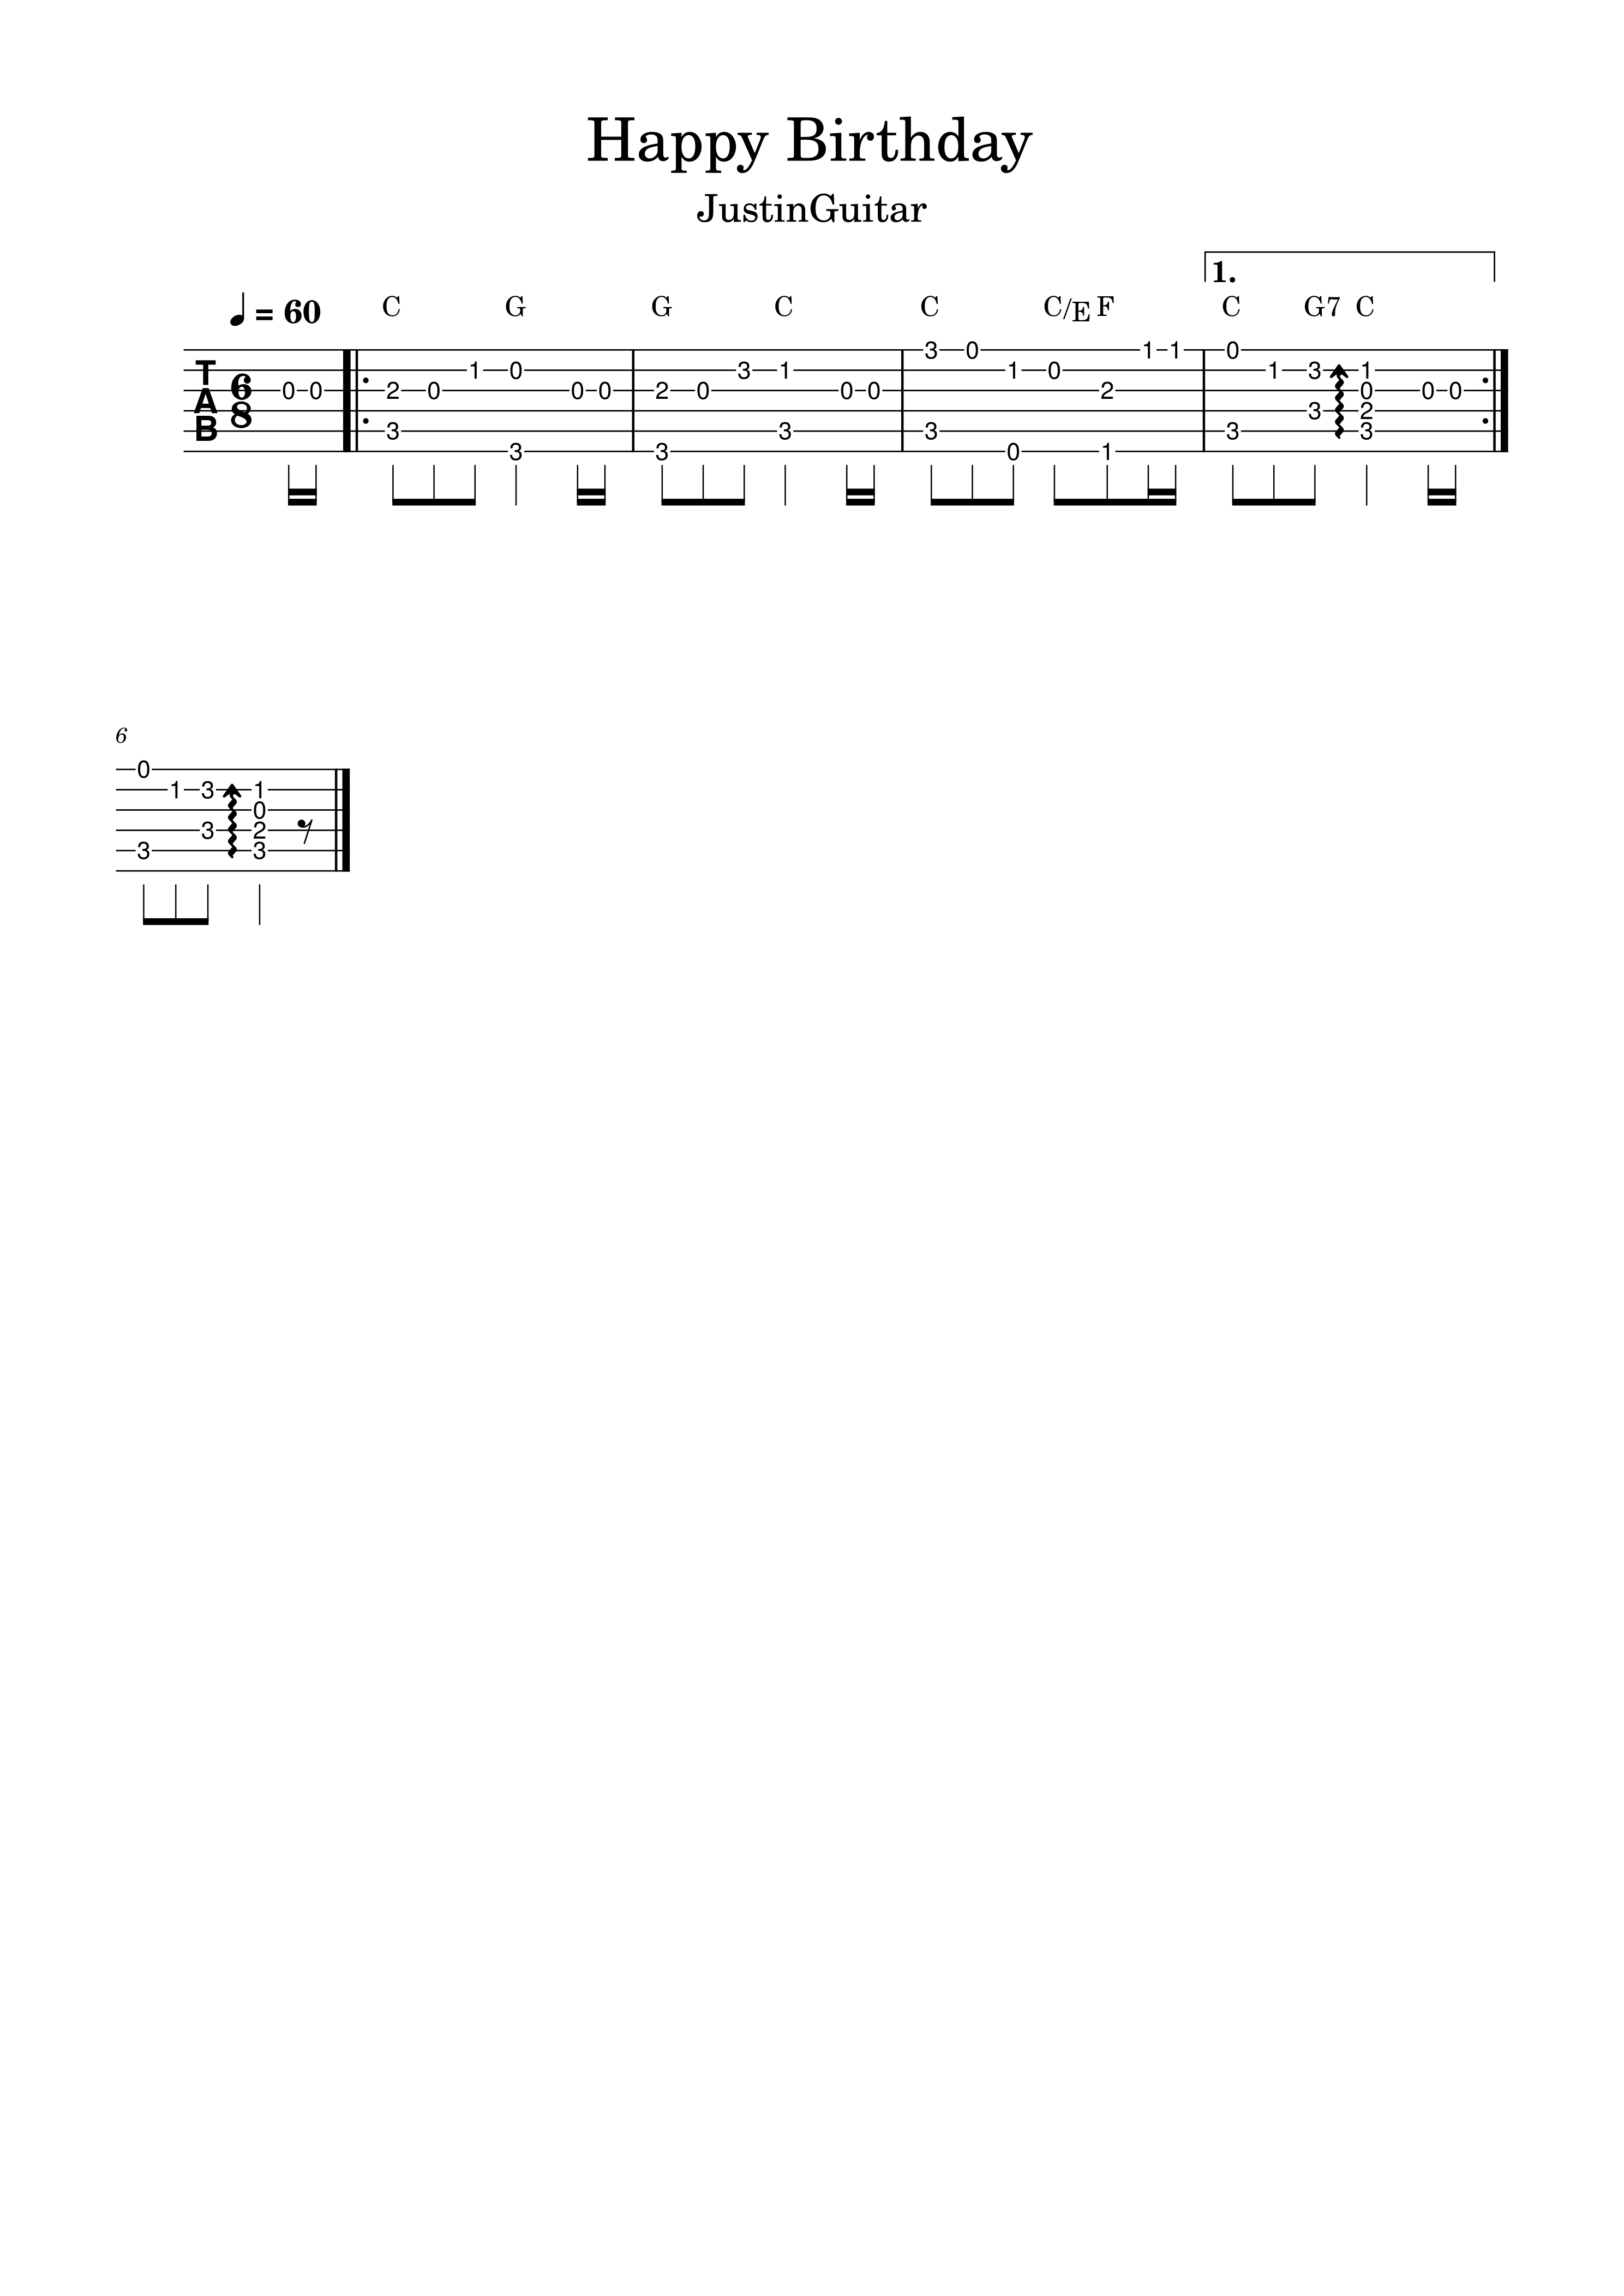 Happy Birthday
JustinGuitar
1.
= 60 C G G C C C/E F C G7 C
3 0 1 1 0
T 1 0 3 1 1 0 1 3 1
A 6 0 0 2 0 0 0 2 0 0 0 2 0 0 0
8 3 2
B 3 3 3 3 3
3 3 0 1
6
0
1 3 1
0
3 2
3 3